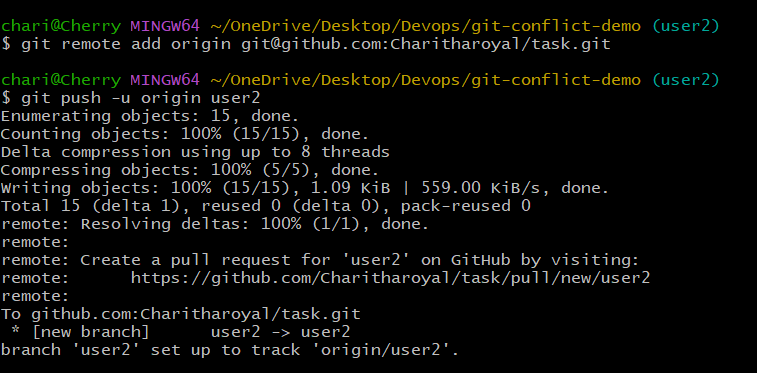 chari@Cherry MINGW64 ~/OneDrive/Desktop/Devops/git-conflict-demo (user2)
$ git remote add origin git@github.com:Charitharoyal/task.git
chari@Cherry MINGW64 ~/OneDrive/Desktop/Devops/git-conflict-demo (user2)
$ git push -u origin user2
Enumerating objects: 15, done.
Counting objects: 100% (15/15), done.
Delta compression using up to 8 threads
Compressing objects: 100% (5/5), done.
Writing objects: 100% (15/15), 1.09 KiB | 559.00 KiB/s, done.
Total 15 (delta 1), reused 0 (delta 0), pack-reused 0
remote: Resolving deltas: 100% (1/1), done.
remote:
remote: Create a pull request for 'user2' on GitHub by visiting:
remote:      https://github.com/Charitharoyal/task/pull/new/user2
remote:
To github.com:Charitharoyal/task.git
 * [new branch]      user2 -> user2
branch 'user2' set up to track 'origin/user2'.